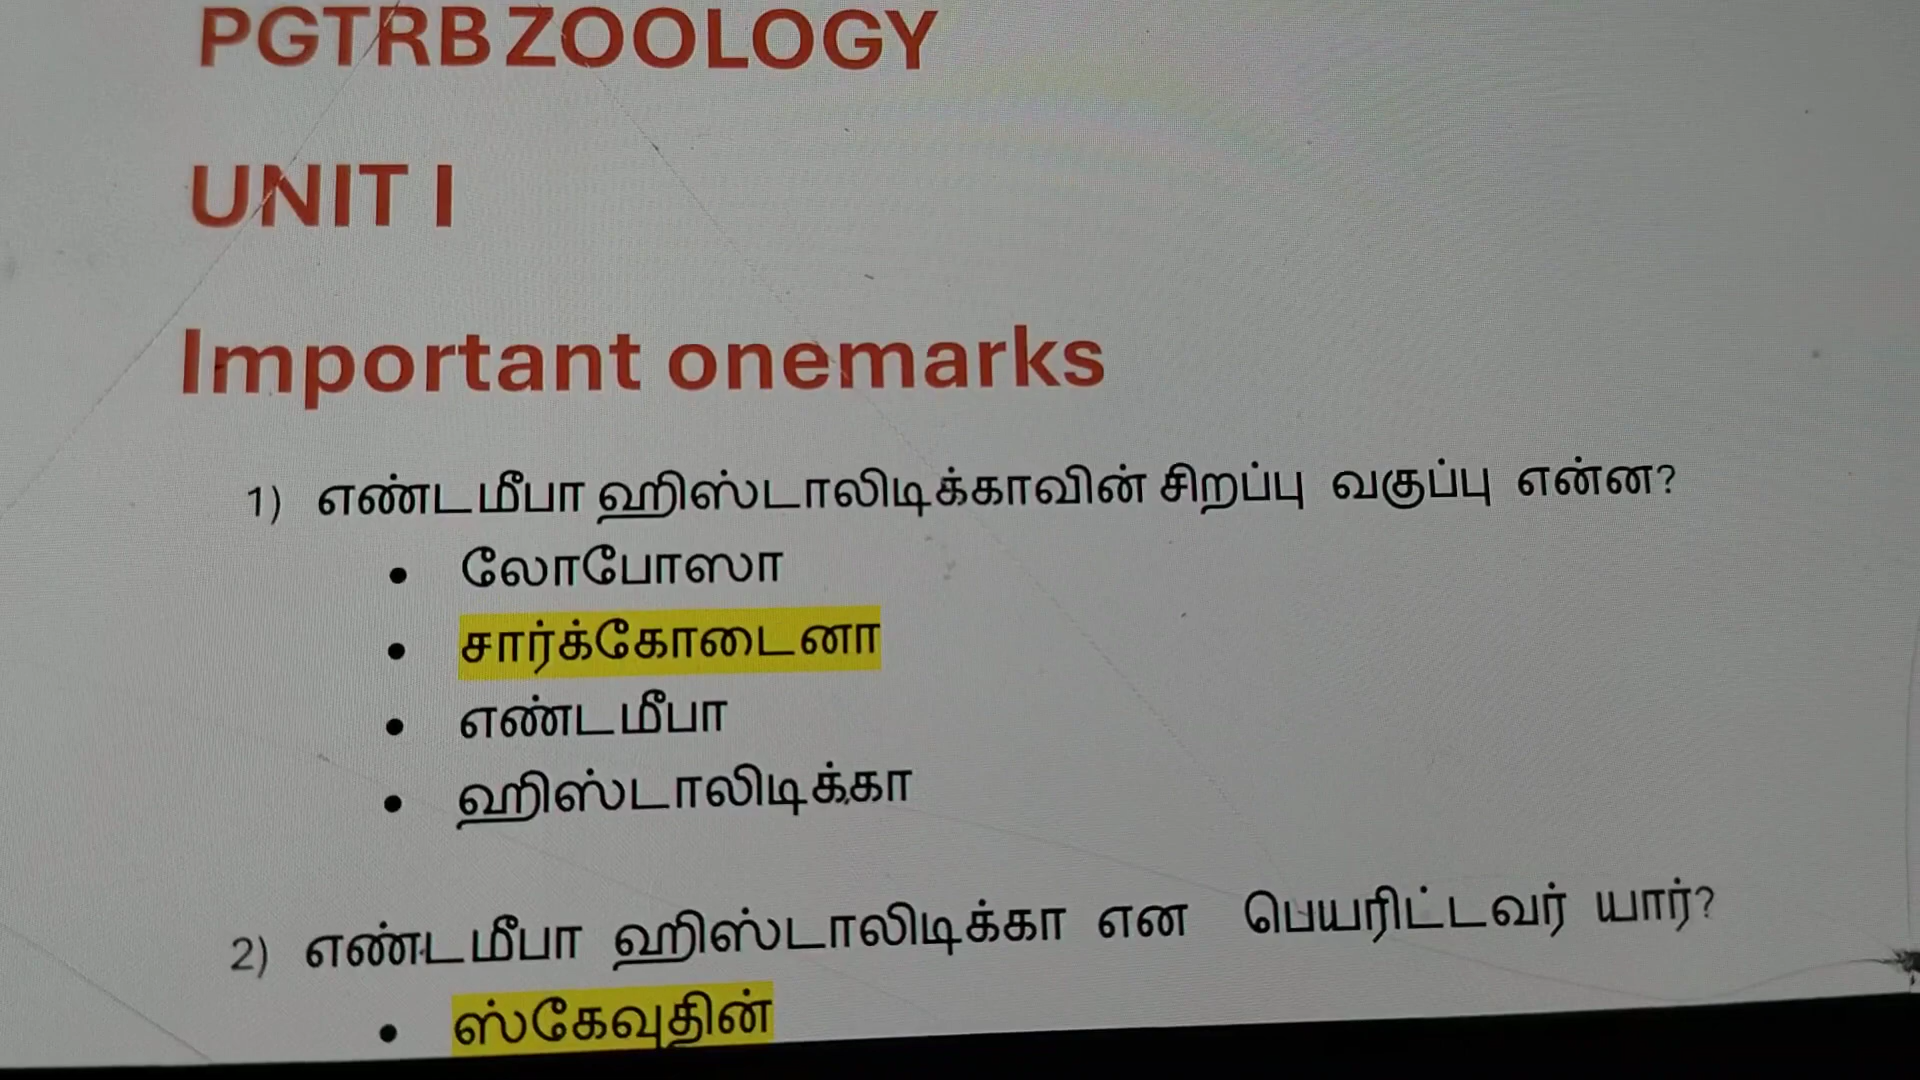 PGTRB ZOOLOGY
UNIT I
Important onemarks
1) எண்டமீபா ஹிஸ்டாலிடிக்காவின் சிறப்பு வகுப்பு என்ன?
• லோபோஸா
• சார்க்கோடைனா
• எண்டமீபா
• ஹிஸ்டாலிடிக்கா
2) எண்டமீபா ஹிஸ்டாலிடிக்கா என பெயரிட்டவர் யார்?
• ஸ்கேவுதின்